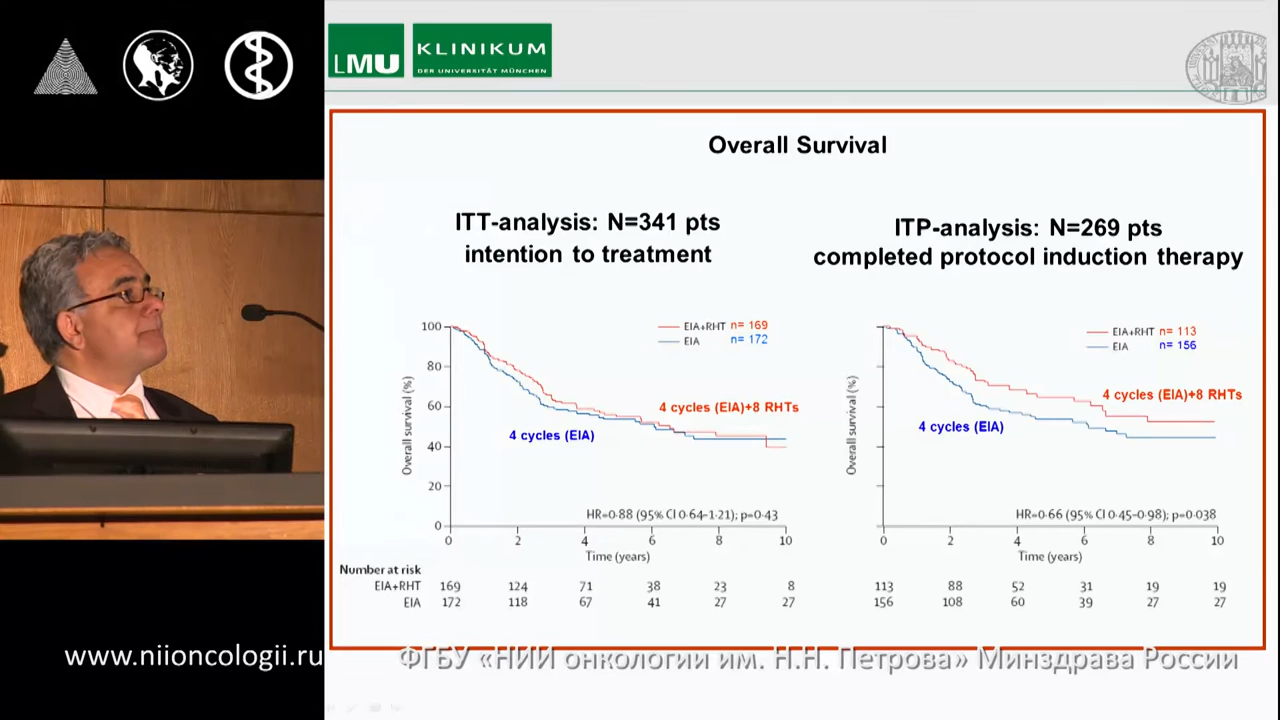 LMU
KLINIKUM
DER UNIVERSITÄT MÜNCHEN
Overall Survival
ITT-analysis: N=341 pts
intention to treatment
100
80
60
40
20
0
Overall survival (%)
EIA+RHT n= 169
EIA n= 172
4 cycles (EIA)+8 RHTs
4 cycles (EIA)
HR=0·88 (95% CI 0·64–1·21); p=0·43
0 2 4 6 8 10
Time (years)
Number at risk
EIA+RHT 169 124 71 38 23 8
EIA 172 118 67 41 27 27
ITP-analysis: N=269 pts
completed protocol induction therapy
Overall survival (%)
EIA+RHT n= 113
EIA n= 156
4 cycles (EIA)+8 RHTs
4 cycles (EIA)
HR=0·66 (95% CI 0·45–0·98); p=0·038
0 2 4 6 8 10
Time (years)
113 88 52 31 19 19
156 108 60 39 27 27
www.niioncologii.ru
ФГБУ «НИИ онкологии им. Н.Н. Петрова» Минздрава России